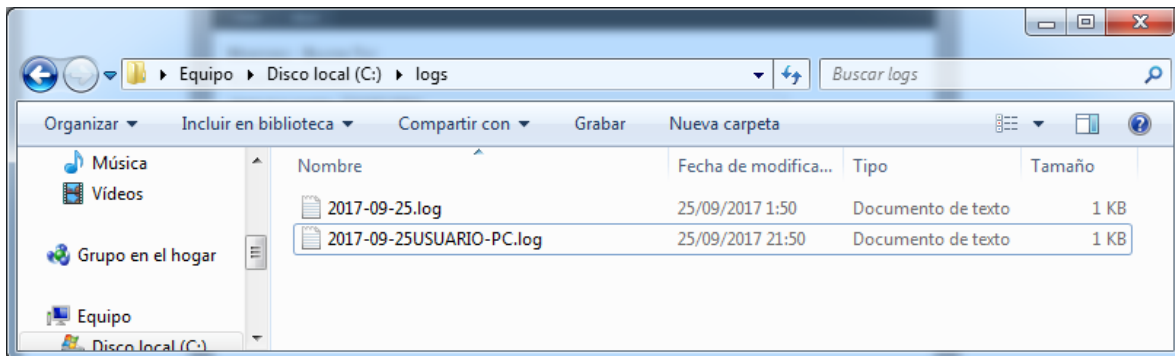 Equipo ▸ Disco local (C:) ▸ logs
Buscar logs
Organizar Incluir en biblioteca Compartir con Grabar Nueva carpeta
Música
Vídeos
Grupo en el hogar
Equipo
Disco local (C:)
Nombre Fecha de modifica... Tipo Tamaño
2017-09-25.log 25/09/2017 1:50 Documento de texto 1 KB
2017-09-25USUARIO-PC.log 25/09/2017 21:50 Documento de texto 1 KB